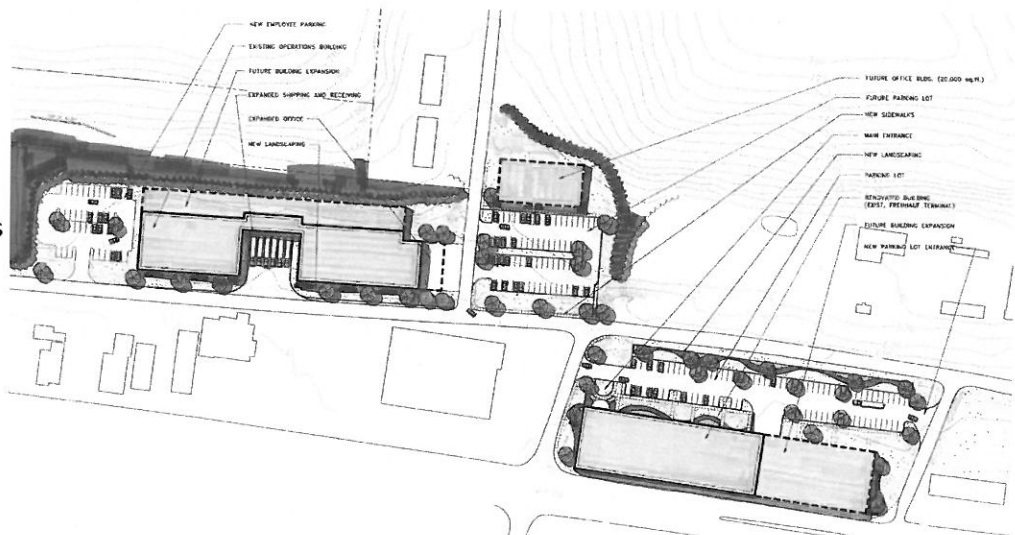 NEW EMPLOYEE PARKING
EXISTING OPERATIONS BUILDING
FUTURE BUILDING EXPANSION
EXPANDED SHIPPING AND RECEIVING
EXPANDED OFFICE
NEW LANDSCAPING
FUTURE OFFICE BLDG. (20,000 sq.ft.)
FUTURE PARKING LOT
NEW SIDEWALKS
MAIN ENTRANCE
NEW LANDSCAPING
PARKING LOT
RENOVATED BUILDING
(EXIST. FRUEHAUF TERMINAL)
FUTURE BUILDING EXPANSION
NEW PARKING LOT ENTRANCE